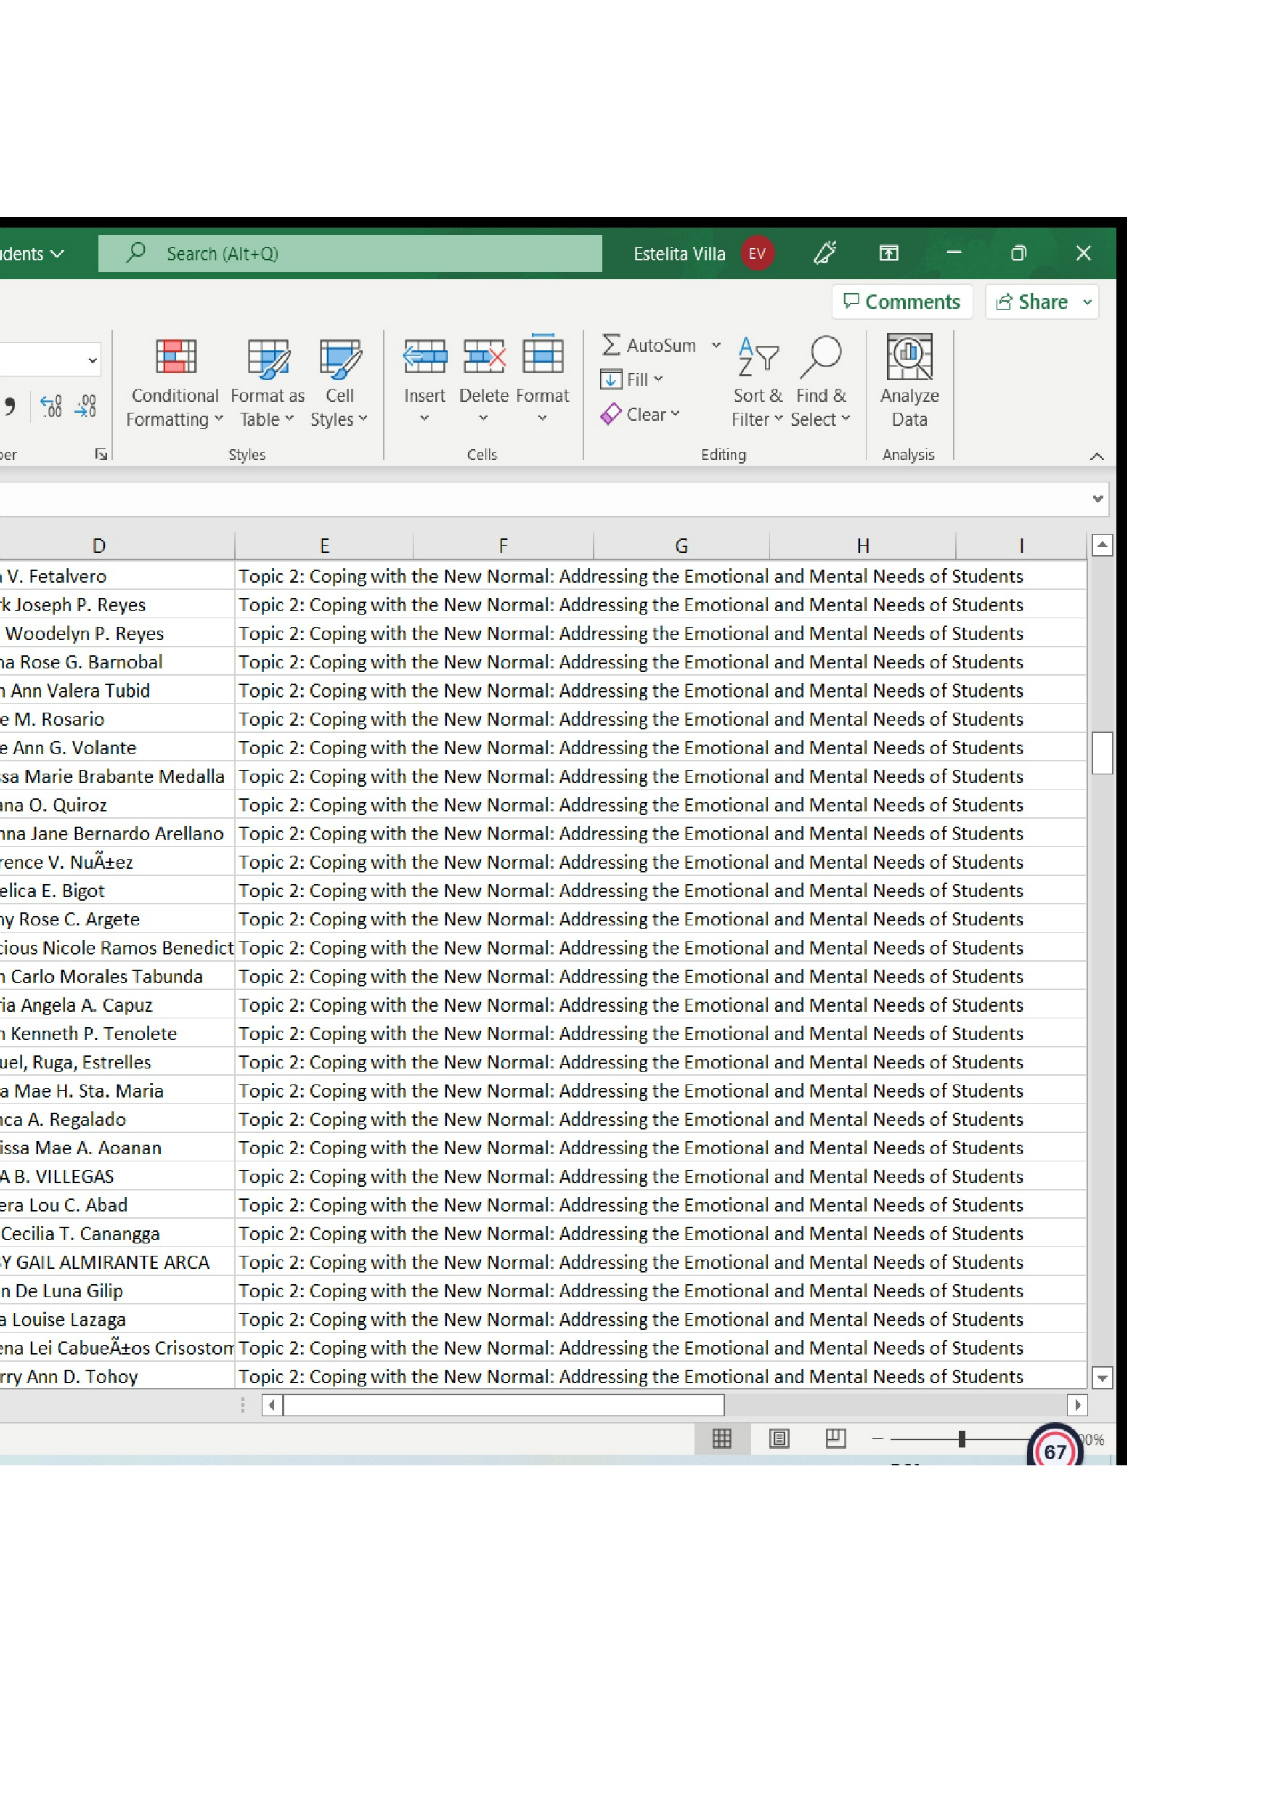 udents
Search (Alt+Q)
Estelita Villa
EV
Comments
Share
Conditional Formatting
Format as Table
Cell Styles
Insert
Delete
Format
AutoSum
Fill
Clear
Sort & Filter
Find & Select
Analyze Data
ber
Styles
Cells
Editing
Analysis
D E F G H I
V. Fetalvero Topic 2: Coping with the New Normal: Addressing the Emotional and Mental Needs of Students
rk Joseph P. Reyes Topic 2: Coping with the New Normal: Addressing the Emotional and Mental Needs of Students
Woodelyn P. Reyes Topic 2: Coping with the New Normal: Addressing the Emotional and Mental Needs of Students
na Rose G. Barnobal Topic 2: Coping with the New Normal: Addressing the Emotional and Mental Needs of Students
n Ann Valera Tubid Topic 2: Coping with the New Normal: Addressing the Emotional and Mental Needs of Students
e M. Rosario Topic 2: Coping with the New Normal: Addressing the Emotional and Mental Needs of Students
e Ann G. Volante Topic 2: Coping with the New Normal: Addressing the Emotional and Mental Needs of Students
ssa Marie Brabante Medalla Topic 2: Coping with the New Normal: Addressing the Emotional and Mental Needs of Students
ana O. Quiroz Topic 2: Coping with the New Normal: Addressing the Emotional and Mental Needs of Students
nna Jane Bernardo Arellano Topic 2: Coping with the New Normal: Addressing the Emotional and Mental Needs of Students
rence V. NuÃ±ez Topic 2: Coping with the New Normal: Addressing the Emotional and Mental Needs of Students
elica E. Bigot Topic 2: Coping with the New Normal: Addressing the Emotional and Mental Needs of Students
ny Rose C. Argete Topic 2: Coping with the New Normal: Addressing the Emotional and Mental Needs of Students
cious Nicole Ramos Benedict Topic 2: Coping with the New Normal: Addressing the Emotional and Mental Needs of Students
n Carlo Morales Tabunda Topic 2: Coping with the New Normal: Addressing the Emotional and Mental Needs of Students
ria Angela A. Capuz Topic 2: Coping with the New Normal: Addressing the Emotional and Mental Needs of Students
n Kenneth P. Tenolete Topic 2: Coping with the New Normal: Addressing the Emotional and Mental Needs of Students
uel, Ruga, Estrelles Topic 2: Coping with the New Normal: Addressing the Emotional and Mental Needs of Students
a Mae H. Sta. Maria Topic 2: Coping with the New Normal: Addressing the Emotional and Mental Needs of Students
nca A. Regalado Topic 2: Coping with the New Normal: Addressing the Emotional and Mental Needs of Students
issa Mae A. Aoanan Topic 2: Coping with the New Normal: Addressing the Emotional and Mental Needs of Students
A B. VILLEGAS Topic 2: Coping with the New Normal: Addressing the Emotional and Mental Needs of Students
era Lou C. Abad Topic 2: Coping with the New Normal: Addressing the Emotional and Mental Needs of Students
Cecilia T. Canangga Topic 2: Coping with the New Normal: Addressing the Emotional and Mental Needs of Students
BY GAIL ALMIRANTE ARCA Topic 2: Coping with the New Normal: Addressing the Emotional and Mental Needs of Students
n De Luna Gilip Topic 2: Coping with the New Normal: Addressing the Emotional and Mental Needs of Students
a Louise Lazaga Topic 2: Coping with the New Normal: Addressing the Emotional and Mental Needs of Students
ena Lei CabueÃ±os Crisostom Topic 2: Coping with the New Normal: Addressing the Emotional and Mental Needs of Students
rry Ann D. Tohoy Topic 2: Coping with the New Normal: Addressing the Emotional and Mental Needs of Students
00%
67